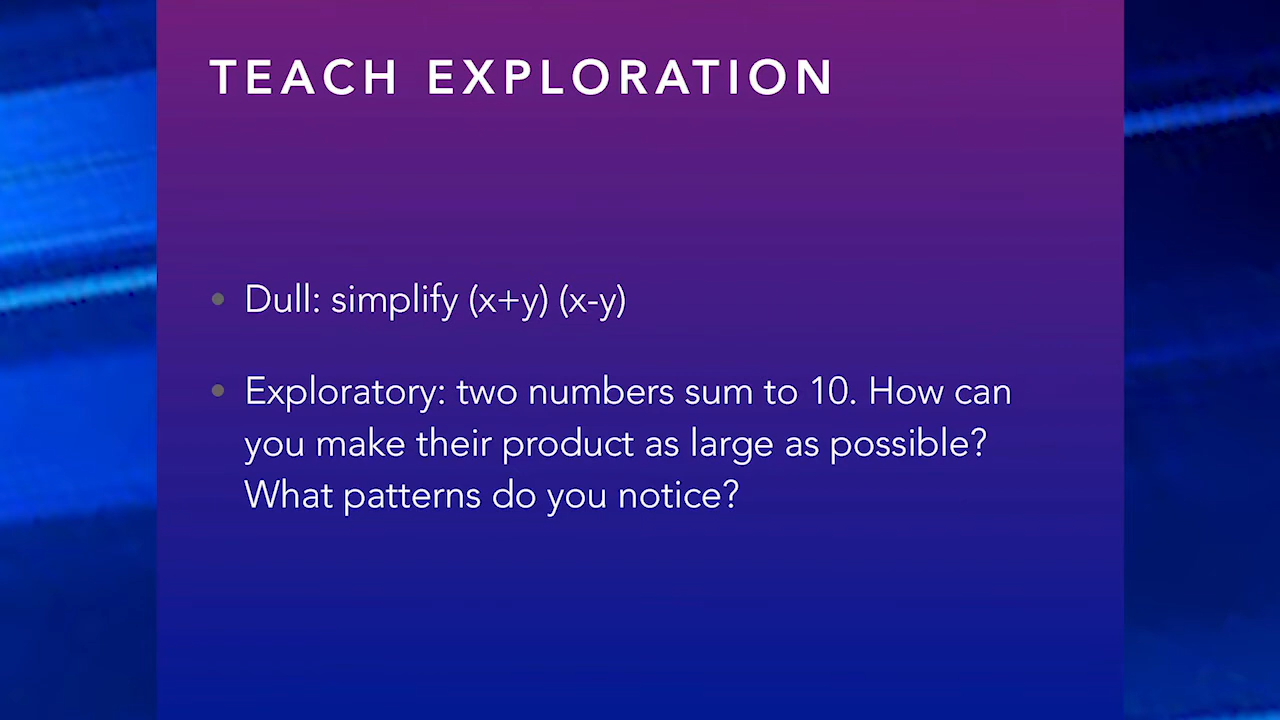 TEACH EXPLORATION
• Dull: simplify (x+y) (x-y)
• Exploratory: two numbers sum to 10. How can
you make their product as large as possible?
What patterns do you notice?